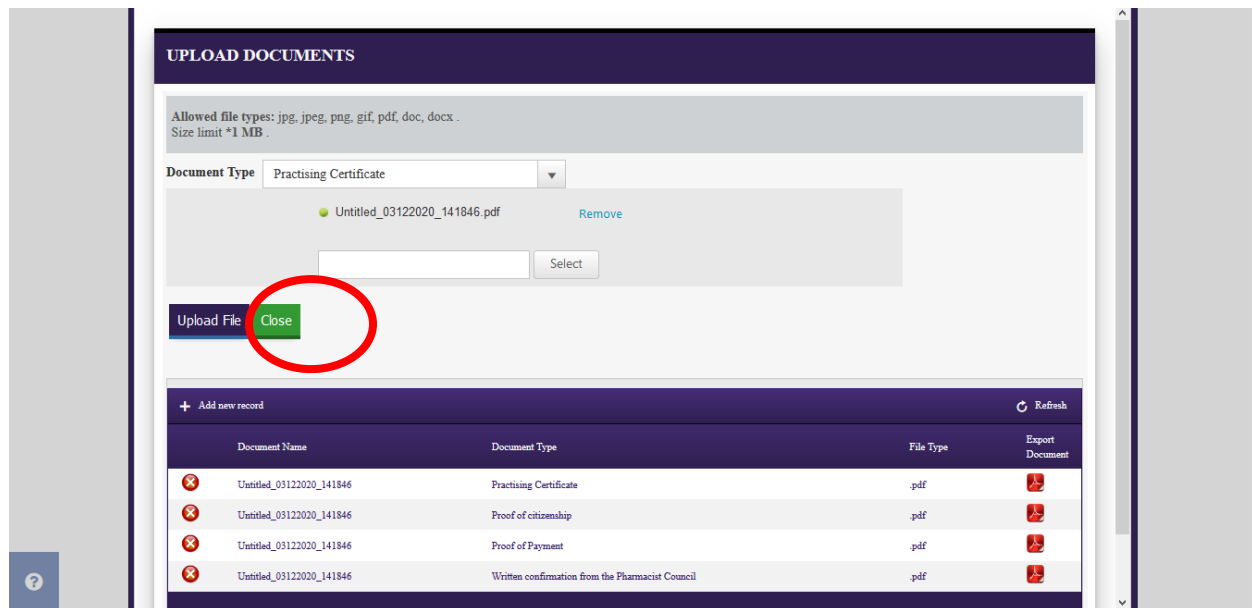 UPLOAD DOCUMENTS
Allowed file types: jpg, jpeg, png, gif, pdf, doc, docx .
Size limit *1 MB .
Document Type Practising Certificate
Untitled_03122020_141846.pdf Remove
Select
Upload File Close
Add new record Refresh
Document Name Document Type File Type Export Document
Untitled_03122020_141846 Practising Certificate .pdf
Untitled_03122020_141846 Proof of citizenship .pdf
Untitled_03122020_141846 Proof of Payment .pdf
Untitled_03122020_141846 Written confirmation from the Pharmacist Council .pdf